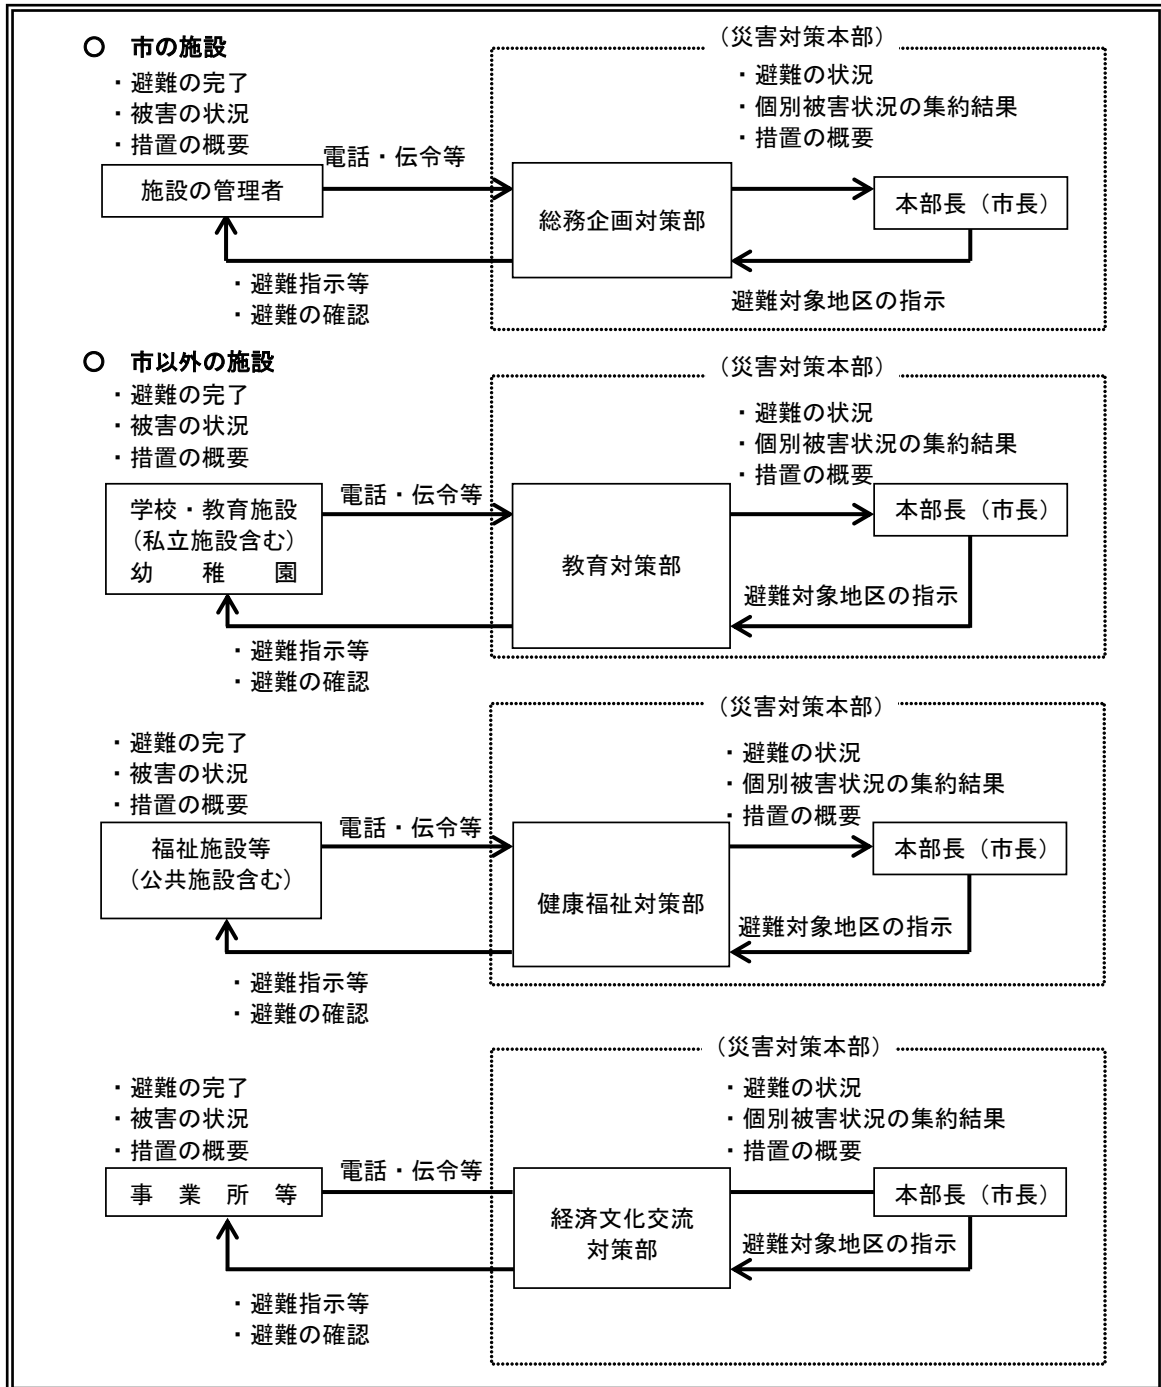 ○ 市の施設
・避難の完了
・被害の状況
・措置の概要
電話・伝令等
施設の管理者
・避難指示等
・避難の確認
（災害対策本部）
・避難の状況
・個別被害状況の集約結果
・措置の概要
総務企画対策部
本部長（市長）
避難対象地区の指示
○ 市以外の施設
・避難の完了
・被害の状況
・措置の概要
電話・伝令等
学校・教育施設
（私立施設含む）
幼 稚 園
・避難指示等
・避難の確認
（災害対策本部）
・避難の状況
・個別被害状況の集約結果
・措置の概要
教育対策部
本部長（市長）
避難対象地区の指示
・避難の完了
・被害の状況
・措置の概要
電話・伝令等
福祉施設等
（公共施設含む）
・避難指示等
・避難の確認
（災害対策本部）
・避難の状況
・個別被害状況の集約結果
・措置の概要
健康福祉対策部
本部長（市長）
避難対象地区の指示
・避難の完了
・被害の状況
・措置の概要
電話・伝令等
事 業 所 等
・避難指示等
・避難の確認
（災害対策本部）
・避難の状況
・個別被害状況の集約結果
・措置の概要
経済文化交流
対策部
本部長（市長）
避難対象地区の指示